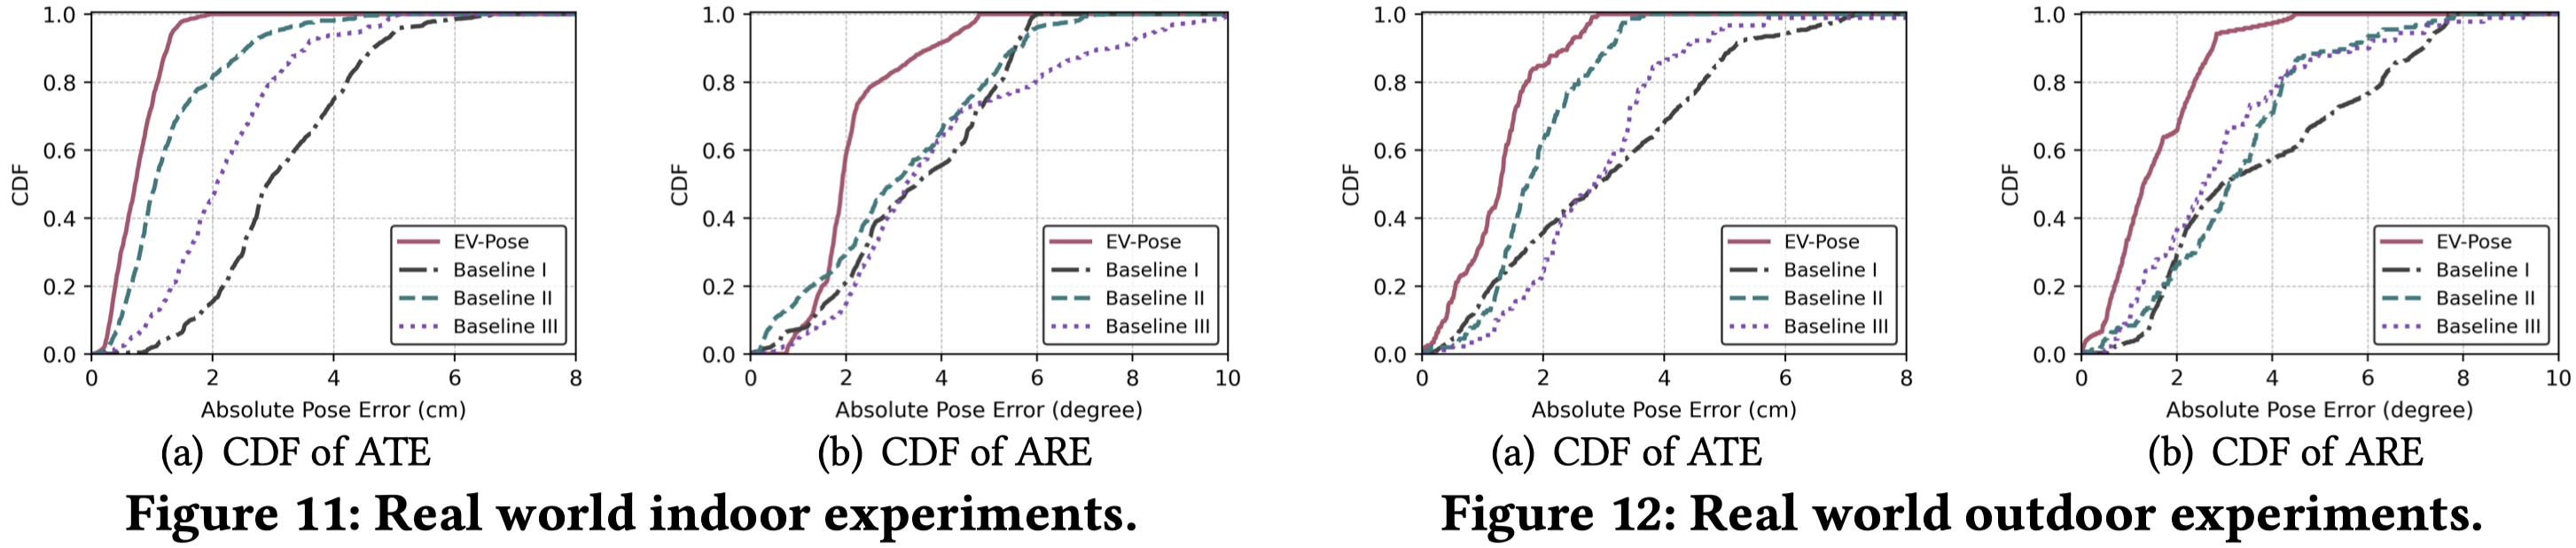 1.0
0.8
0.6
0.4
0.2
0.0
CDF
0 2 4 6 8
Absolute Pose Error (cm)
EV-Pose
Baseline I
Baseline II
Baseline III
(a) CDF of ATE
1.0
0.8
0.6
0.4
0.2
0.0
CDF
0 2 4 6 8 10
Absolute Pose Error (degree)
EV-Pose
Baseline I
Baseline II
Baseline III
(b) CDF of ARE
Figure 11: Real world indoor experiments.
1.0
0.8
0.6
0.4
0.2
0.0
CDF
0 2 4 6 8
Absolute Pose Error (cm)
EV-Pose
Baseline I
Baseline II
Baseline III
(a) CDF of ATE
1.0
0.8
0.6
0.4
0.2
0.0
CDF
0 2 4 6 8 10
Absolute Pose Error (degree)
EV-Pose
Baseline I
Baseline II
Baseline III
(b) CDF of ARE
Figure 12: Real world outdoor experiments.